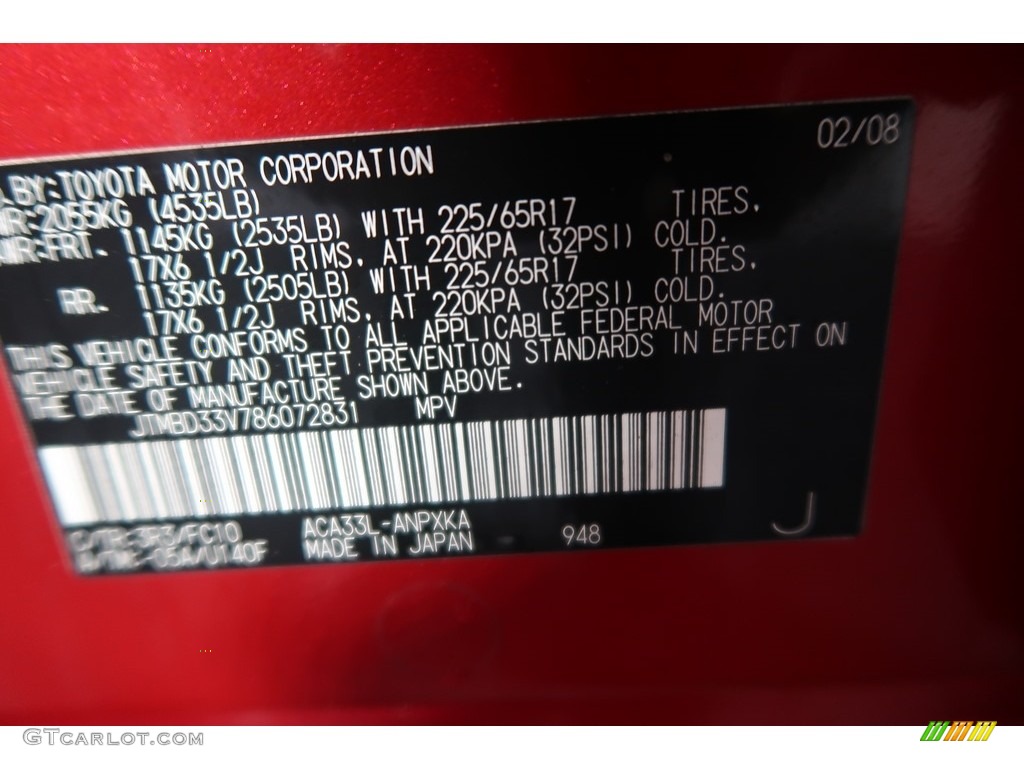 02/08
.BY:TOYOTA MOTOR CORPORATION
2055KG (4535LB)
WR-FRT. 1145KG (2535LB) WITH 225/65R17 TIRES,
17X6 1/2J RIMS, AT 220KPA (32PSI) COLD.
RR. 1135KG (2505LB) WITH 225/65R17 TIRES,
17X6 1/2J RIMS, AT 220KPA (32PSI) COLD.
THIS VEHICLE CONFORMS TO ALL APPLICABLE FEDERAL MOTOR
VEHICLE SAFETY AND THEFT PREVENTION STANDARDS IN EFFECT ON
THE DATE OF MANUFACTURE SHOWN ABOVE.
JTMBD33V786072831 MPV
C/TR:3R3/FC10 ACA33L-ANPXKA
A/TM:-05A/U140F MADE IN JAPAN 948
J
GTCarLot.com